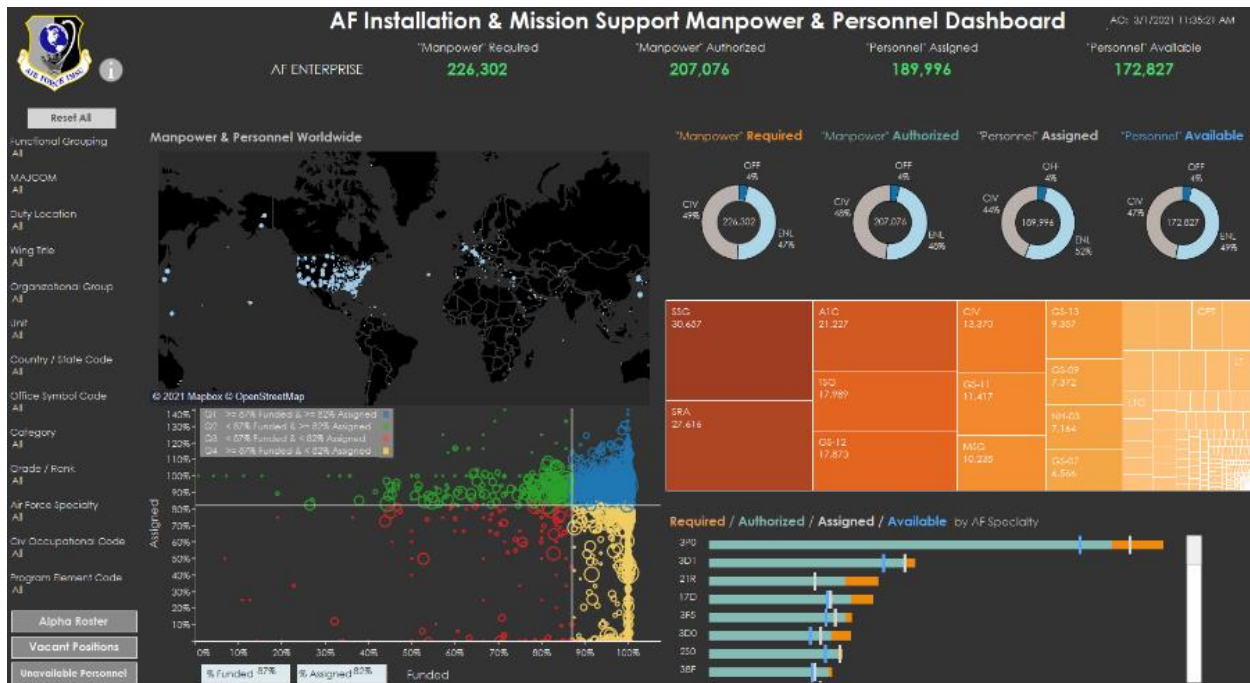 AF Installation & Mission Support Manpower & Personnel Dashboard
AO: 3/1/2021 11:35:21 AM
"Manpower" Required
"Manpower" Authorized
"Personnel" Assigned
"Personnel" Available
AF ENTERPRISE
226,302
207,076
189,996
172,827
AIR FORCE IMSC
Reset All
Functional Grouping
All
MAJCOM
All
Duty Location
All
Wing Title
All
Organizational Group
All
Unit
All
Country / State Code
All
Office Symbol Code
All
Category
All
Grade / Rank
All
Air Force Specialty
All
Civ Occupational Code
All
Program Element Code
All
Alpha Roster
Vacant Positions
Unavailable Personnel
Manpower & Personnel Worldwide
© 2021 Mapbox © OpenStreetMap
"Manpower" Required
"Manpower" Authorized
"Personnel" Assigned
"Personnel" Available
OFF
4%
CIV
49%
226,302
ENL
47%
OFF
4%
CIV
48%
207,076
ENL
48%
OFF
4%
CIV
44%
189,996
ENL
52%
OFF
4%
CIV
47%
172,827
ENL
49%
SSG
30,657
SRA
27,616
A1C
21,227
TSG
17,989
GS-12
17,873
CIV
13,370
GS-11
11,417
MSG
10,235
GS-13
9,357
GS-09
7,372
NH-03
7,164
GS-07
6,566
CPT
LT
LTC
Q1 >= 87% Funded & >= 82% Assigned
Q2 < 87% Funded & >= 82% Assigned
Q3 < 87% Funded & < 82% Assigned
Q4 >= 87% Funded & < 82% Assigned
140%
130%
120%
110%
100%
90%
80%
70%
60%
50%
40%
30%
20%
10%
Assigned
0%
10%
20%
30%
40%
50%
60%
70%
80%
90%
100%
% Funded 87%
% Assigned 82%
Funded
Required / Authorized / Assigned / Available by AF Specialty
3P0
3D1
21R
17D
3F5
3D0
2S0
38F